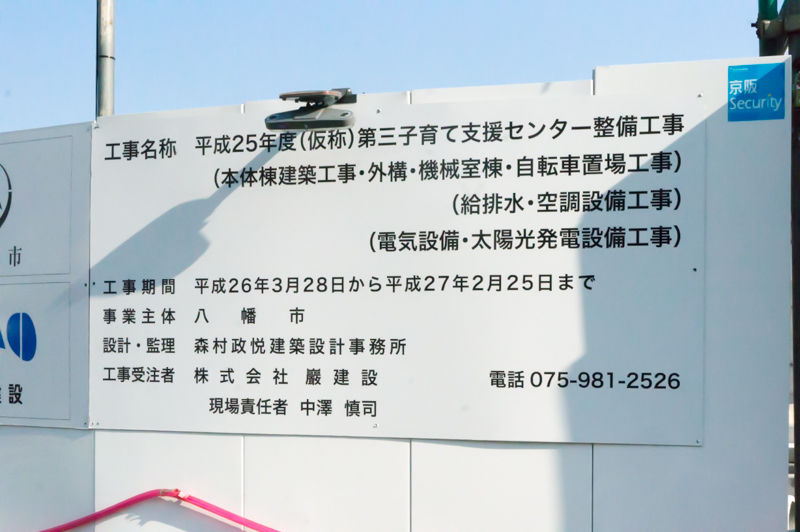 京阪
Security
工事名称 平成25年度(仮称)第三子育て支援センター整備工事
(本体棟建築工事・外構・機械室棟・自転車置場工事)
(給排水・空調設備工事)
(電気設備・太陽光発電設備工事)
工事期間 平成26年3月28日から平成27年2月25日まで
事業主体 八幡市
設計・監理 森村政悦建築設計事務所
工事受注者 株式会社 巖建設 電話 075-981-2526
現場責任者 中澤 慎司
市
設